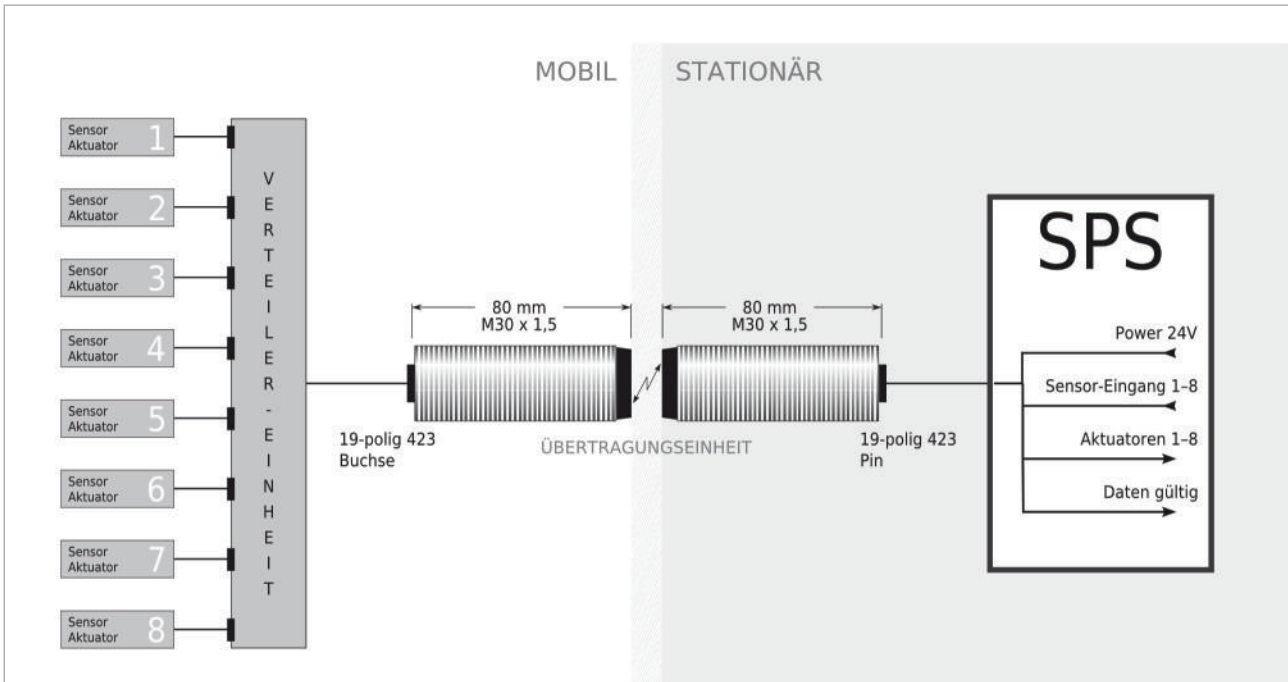 MOBIL
STATIONÄR
Sensor
Aktuator
1
Sensor
Aktuator
2
Sensor
Aktuator
3
Sensor
Aktuator
4
Sensor
Aktuator
5
Sensor
Aktuator
6
Sensor
Aktuator
7
Sensor
Aktuator
8
VERTEILER-EINHEIT
80 mm
M30 x 1,5
19-polig 423
Buchse
ÜBERTRAGUNGSEINHEIT
80 mm
M30 x 1,5
19-polig 423
Pin
SPS
Power 24V
Sensor-Eingang 1–8
Aktuatoren 1–8
Daten gültig